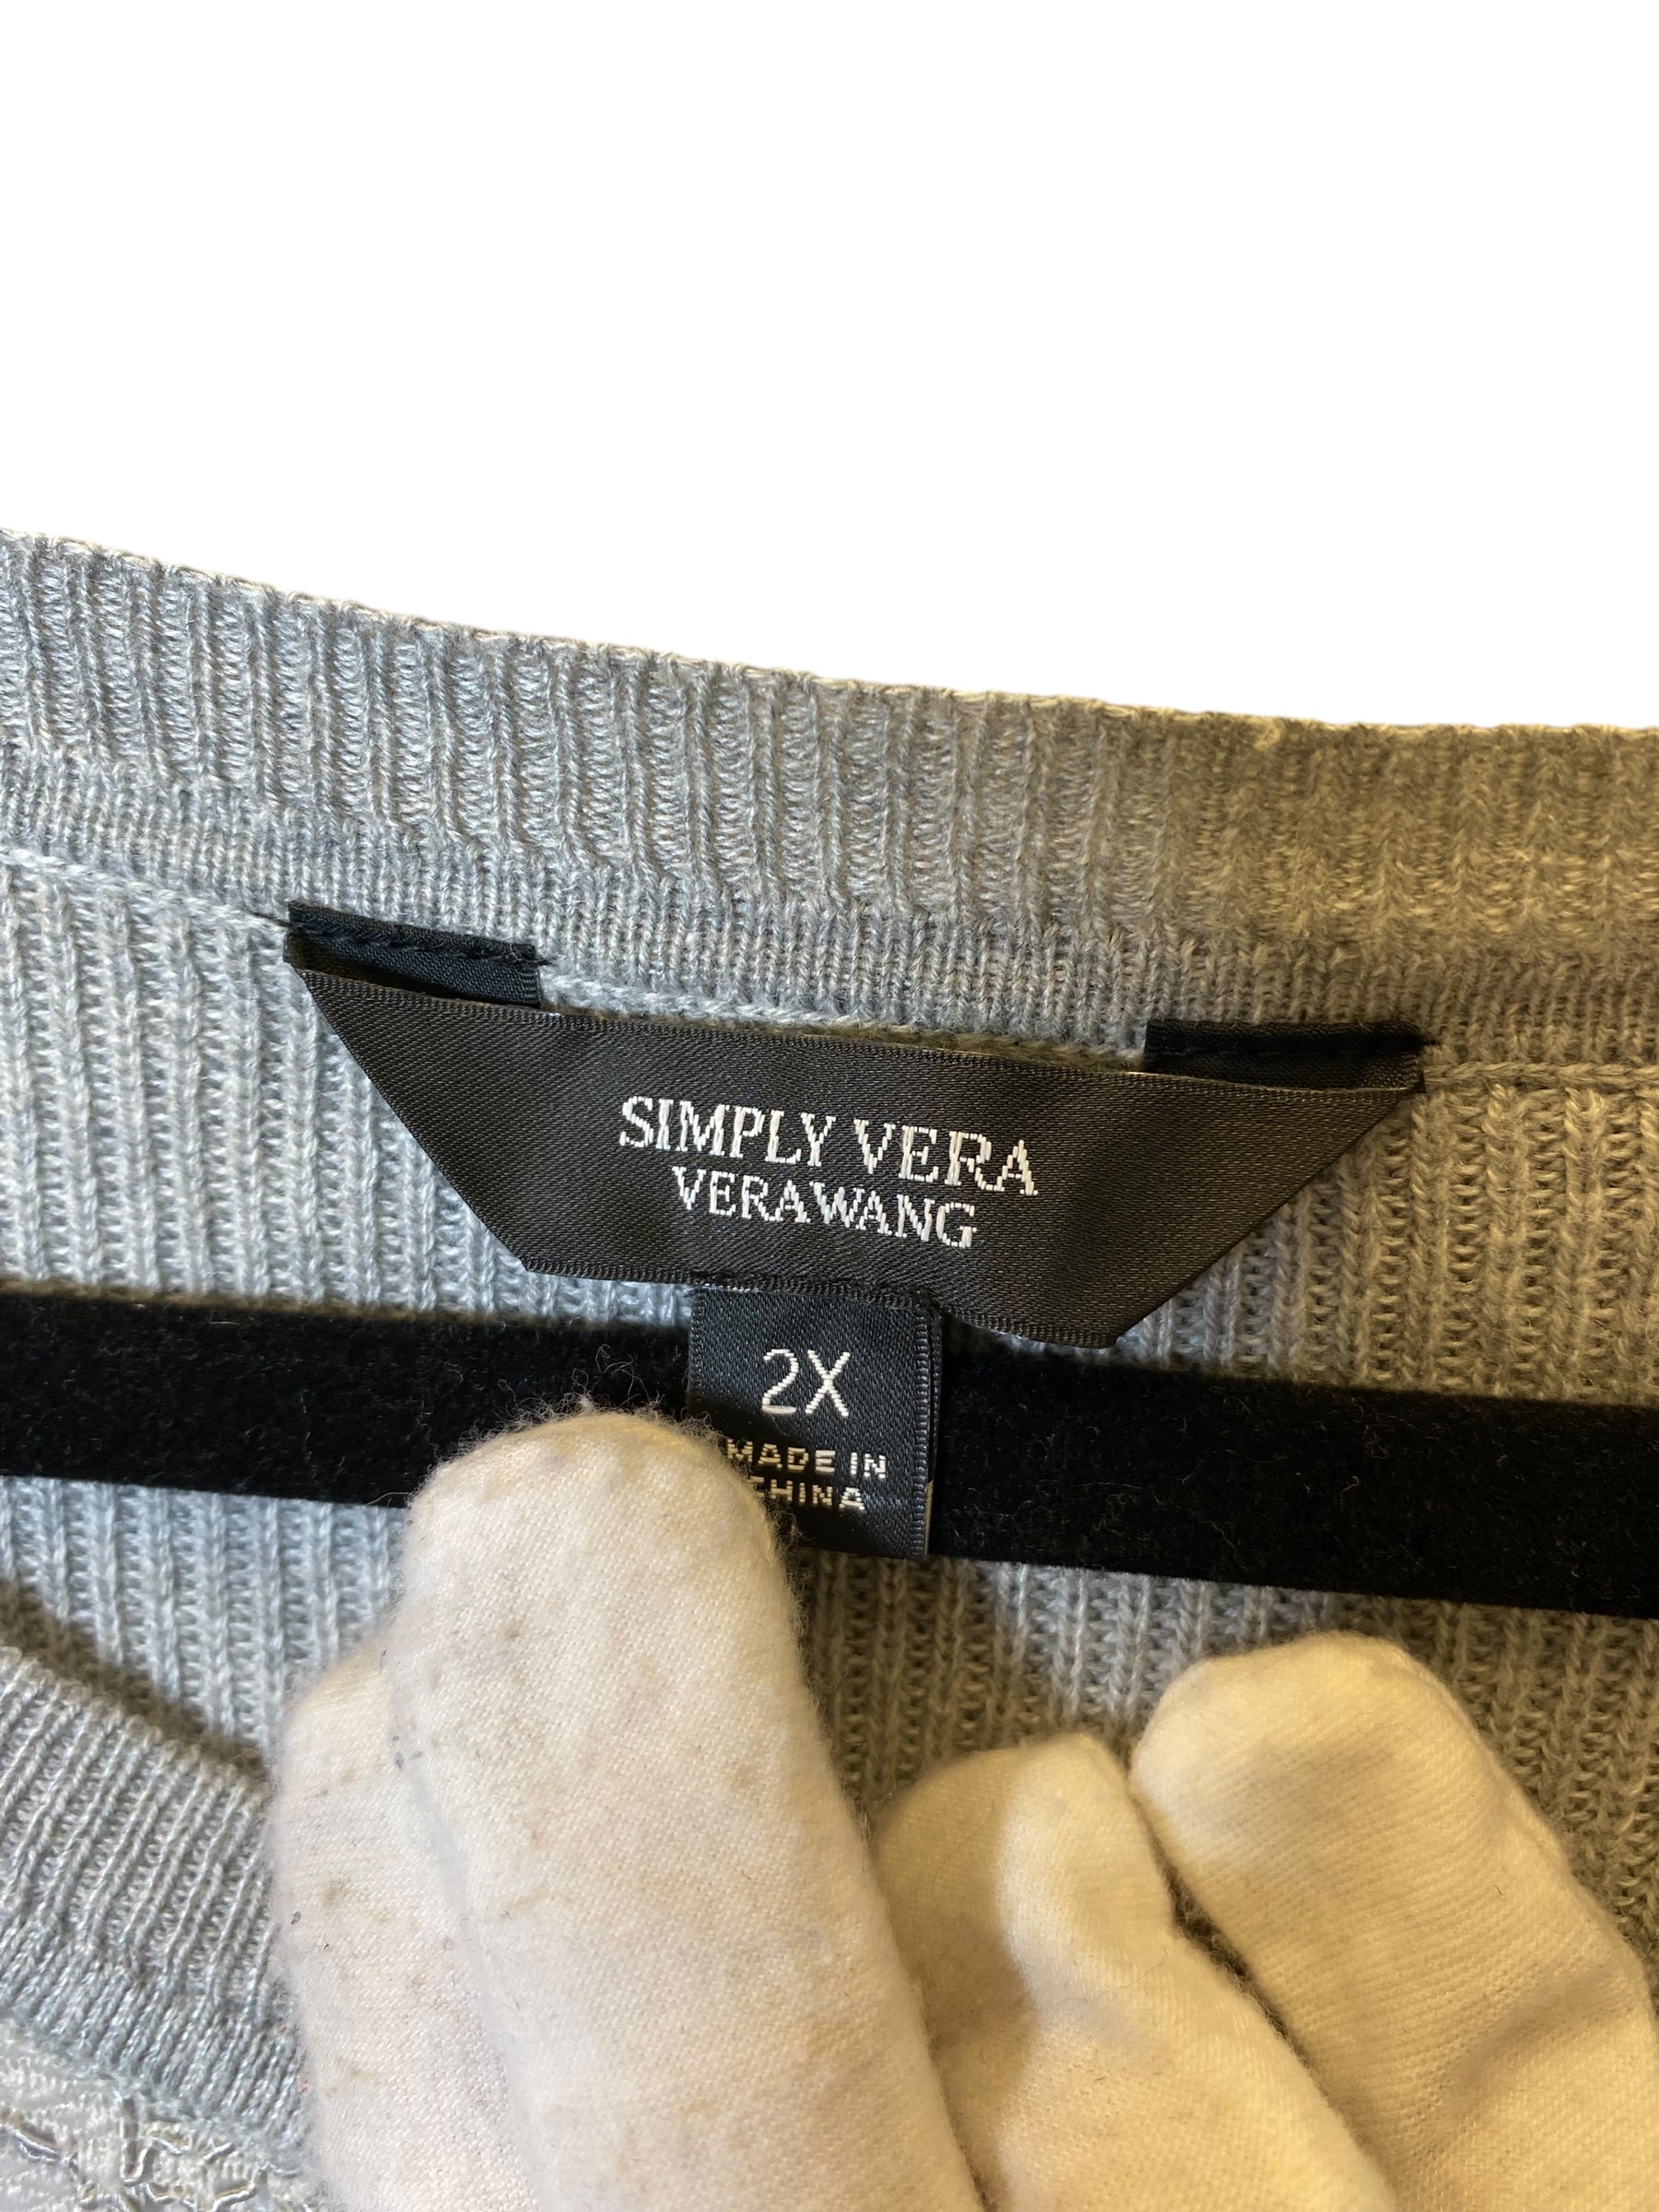 SIMPLY VERA
VERAWANG
2X
MADE IN
CHINA